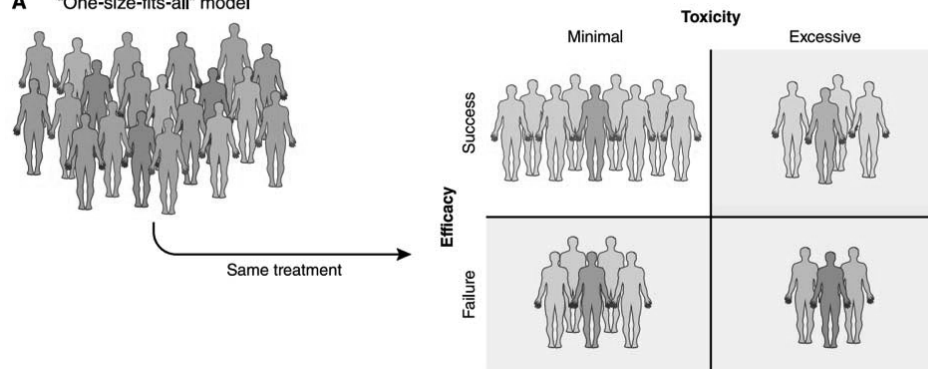 A "One-size-fits-all" model
Toxicity
Minimal Excessive
Success
Efficacy
Failure
Same treatment